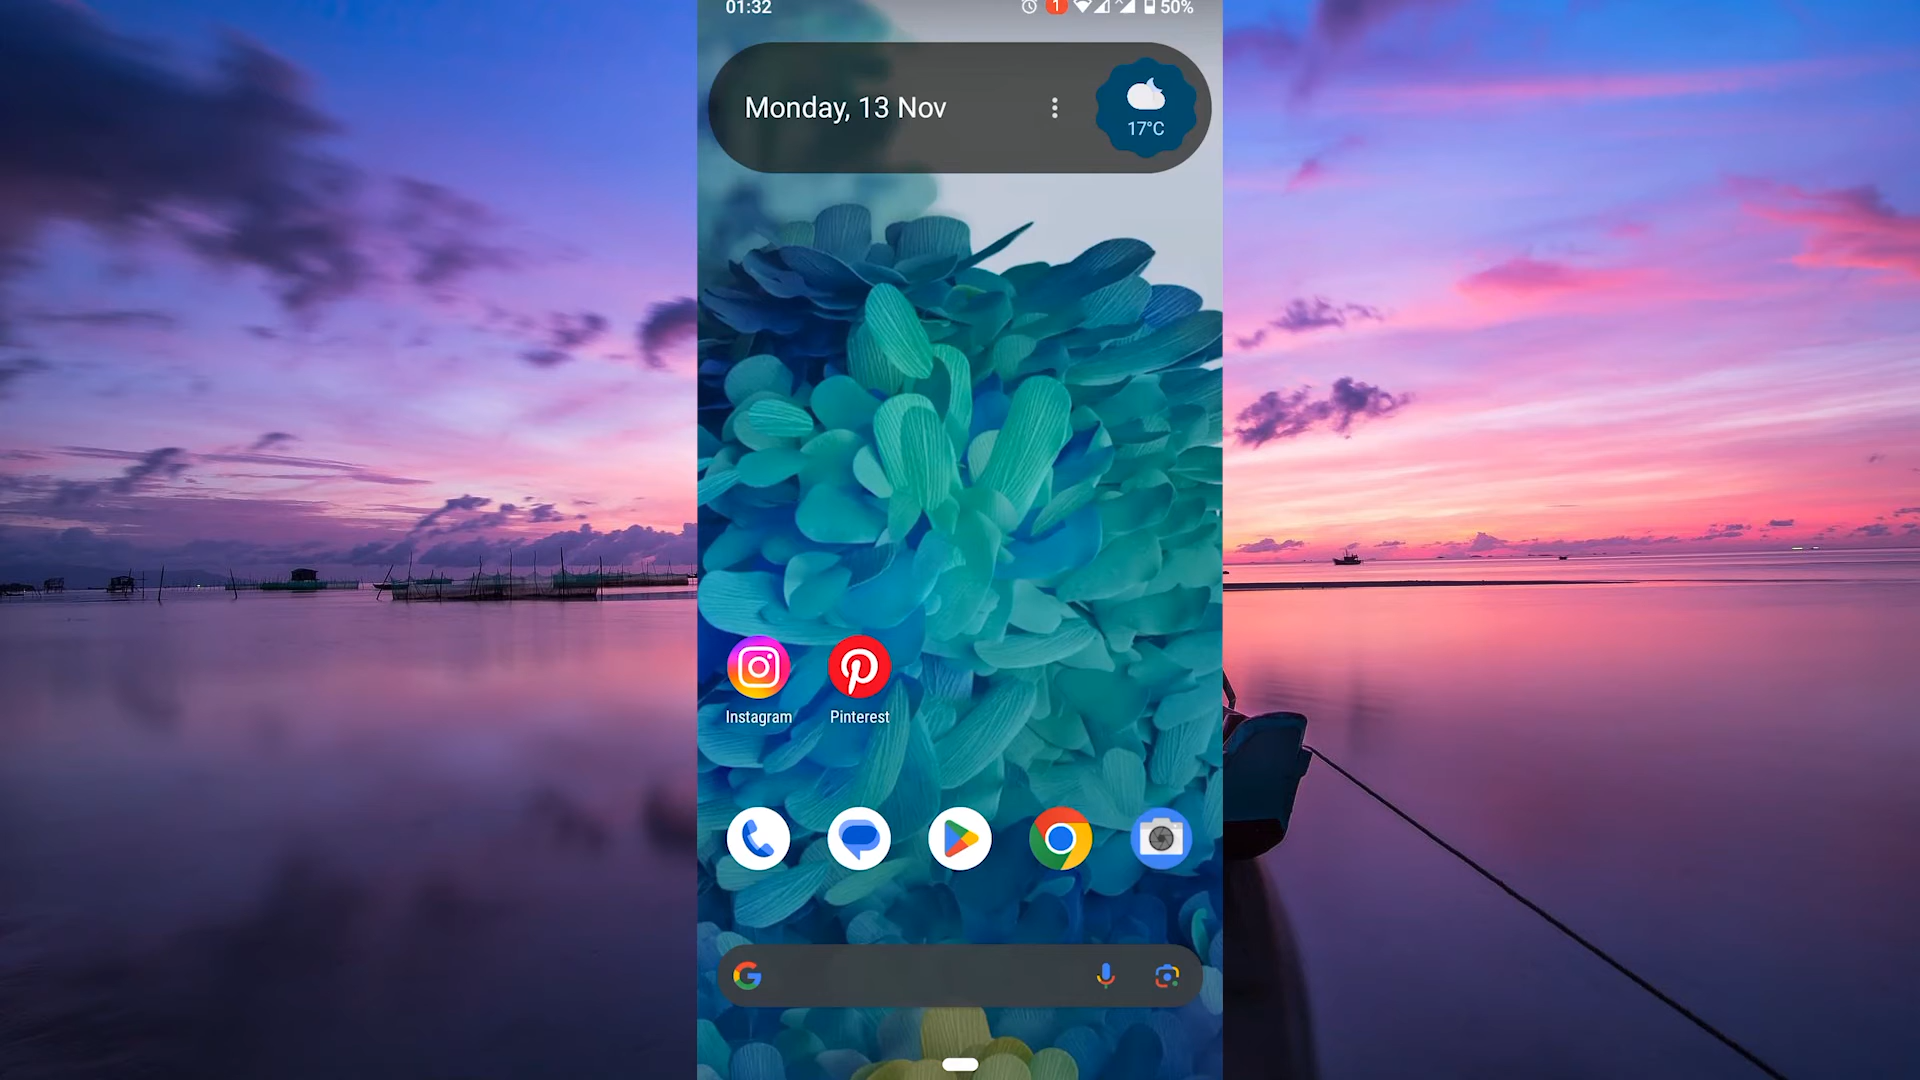 01:32
1
50%
Monday, 13 Nov
17°C
Instagram
Pinterest